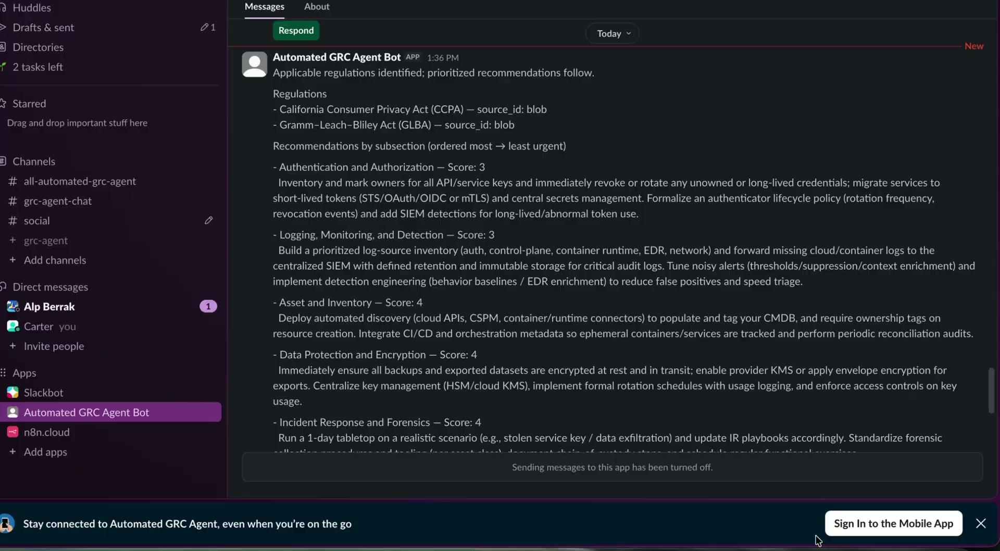 Huddles
Drafts & sent
1
Directories
2 tasks left
Starred
Drag and drop important stuff here
Channels
# all-automated-grc-agent
# grc-agent-chat
# social
+ grc-agent
+ Add channels
Direct messages
Alp Berrak
1
Carter you
+ Invite people
Apps
Slackbot
Automated GRC Agent Bot
n8n.cloud
+ Add apps
Messages
About
Respond
Today
New
Automated GRC Agent Bot APP 1:36 PM
Applicable regulations identified; prioritized recommendations follow.
Regulations
- California Consumer Privacy Act (CCPA) — source_id: blob
- Gramm–Leach–Bliley Act (GLBA) — source_id: blob
Recommendations by subsection (ordered most → least urgent)
- Authentication and Authorization — Score: 3
Inventory and mark owners for all API/service keys and immediately revoke or rotate any unowned or long-lived credentials; migrate services to
short-lived tokens (STS/OAuth/OIDC or mTLS) and central secrets management. Formalize an authenticator lifecycle policy (rotation frequency,
revocation events) and add SIEM detections for long-lived/abnormal token use.
- Logging, Monitoring, and Detection — Score: 3
Build a prioritized log-source inventory (auth, control-plane, container runtime, EDR, network) and forward missing cloud/container logs to the
centralized SIEM with defined retention and immutable storage for critical audit logs. Tune noisy alerts (thresholds/suppression/context enrichment) and
implement detection engineering (behavior baselines / EDR enrichment) to reduce false positives and speed triage.
- Asset and Inventory — Score: 4
Deploy automated discovery (cloud APIs, CSPM, container/runtime connectors) to populate and tag your CMDB, and require ownership tags on
resource creation. Integrate CI/CD and orchestration metadata so ephemeral containers/services are tracked and perform periodic reconciliation audits.
- Data Protection and Encryption — Score: 4
Immediately ensure all backups and exported datasets are encrypted at rest and in transit; enable provider KMS or apply envelope encryption for
exports. Centralize key management (HSM/cloud KMS), implement formal rotation schedules with usage logging, and enforce access controls on key
usage.
- Incident Response and Forensics — Score: 4
Run a 1-day tabletop on a realistic scenario (e.g., stolen service key / data exfiltration) and update IR playbooks accordingly. Standardize forensic
Sending messages to this app has been turned off.
Stay connected to Automated GRC Agent, even when you're on the go
Sign In to the Mobile App